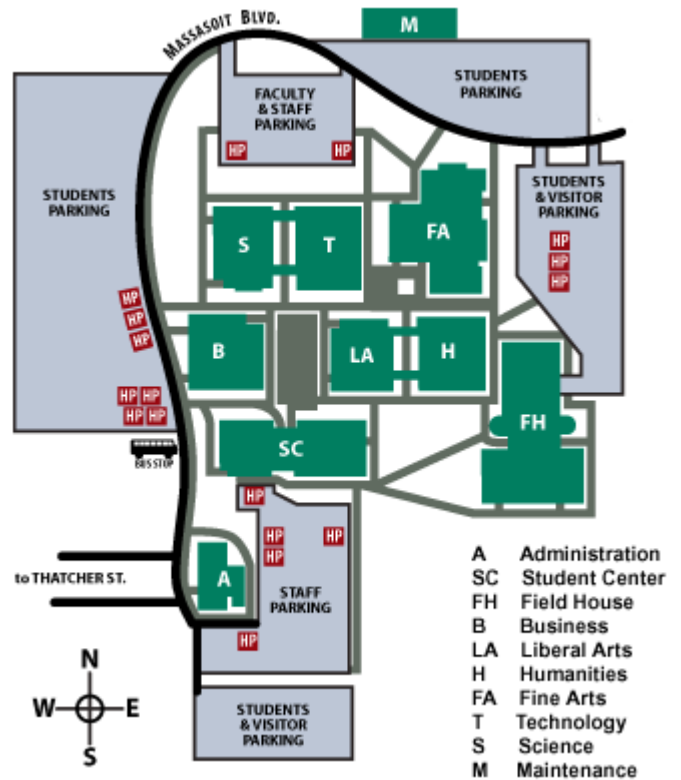 MASSASOIT BLVD.
M
STUDENTS
PARKING
FACULTY
& STAFF
PARKING
HP
HP
STUDENTS
PARKING
STUDENTS
& VISITOR
PARKING
HP
HP
HP
S
T
FA
HP
HP
HP
B
LA
H
HP HP
HP HP
FH
SC
BUS STOP
HP
HP
HP
HP
A
STAFF
PARKING
to THATCHER ST.
HP
N
W
E
S
STUDENTS
& VISITOR
PARKING
A Administration
SC Student Center
FH Field House
B Business
LA Liberal Arts
H Humanities
FA Fine Arts
T Technology
S Science
M Maintenance